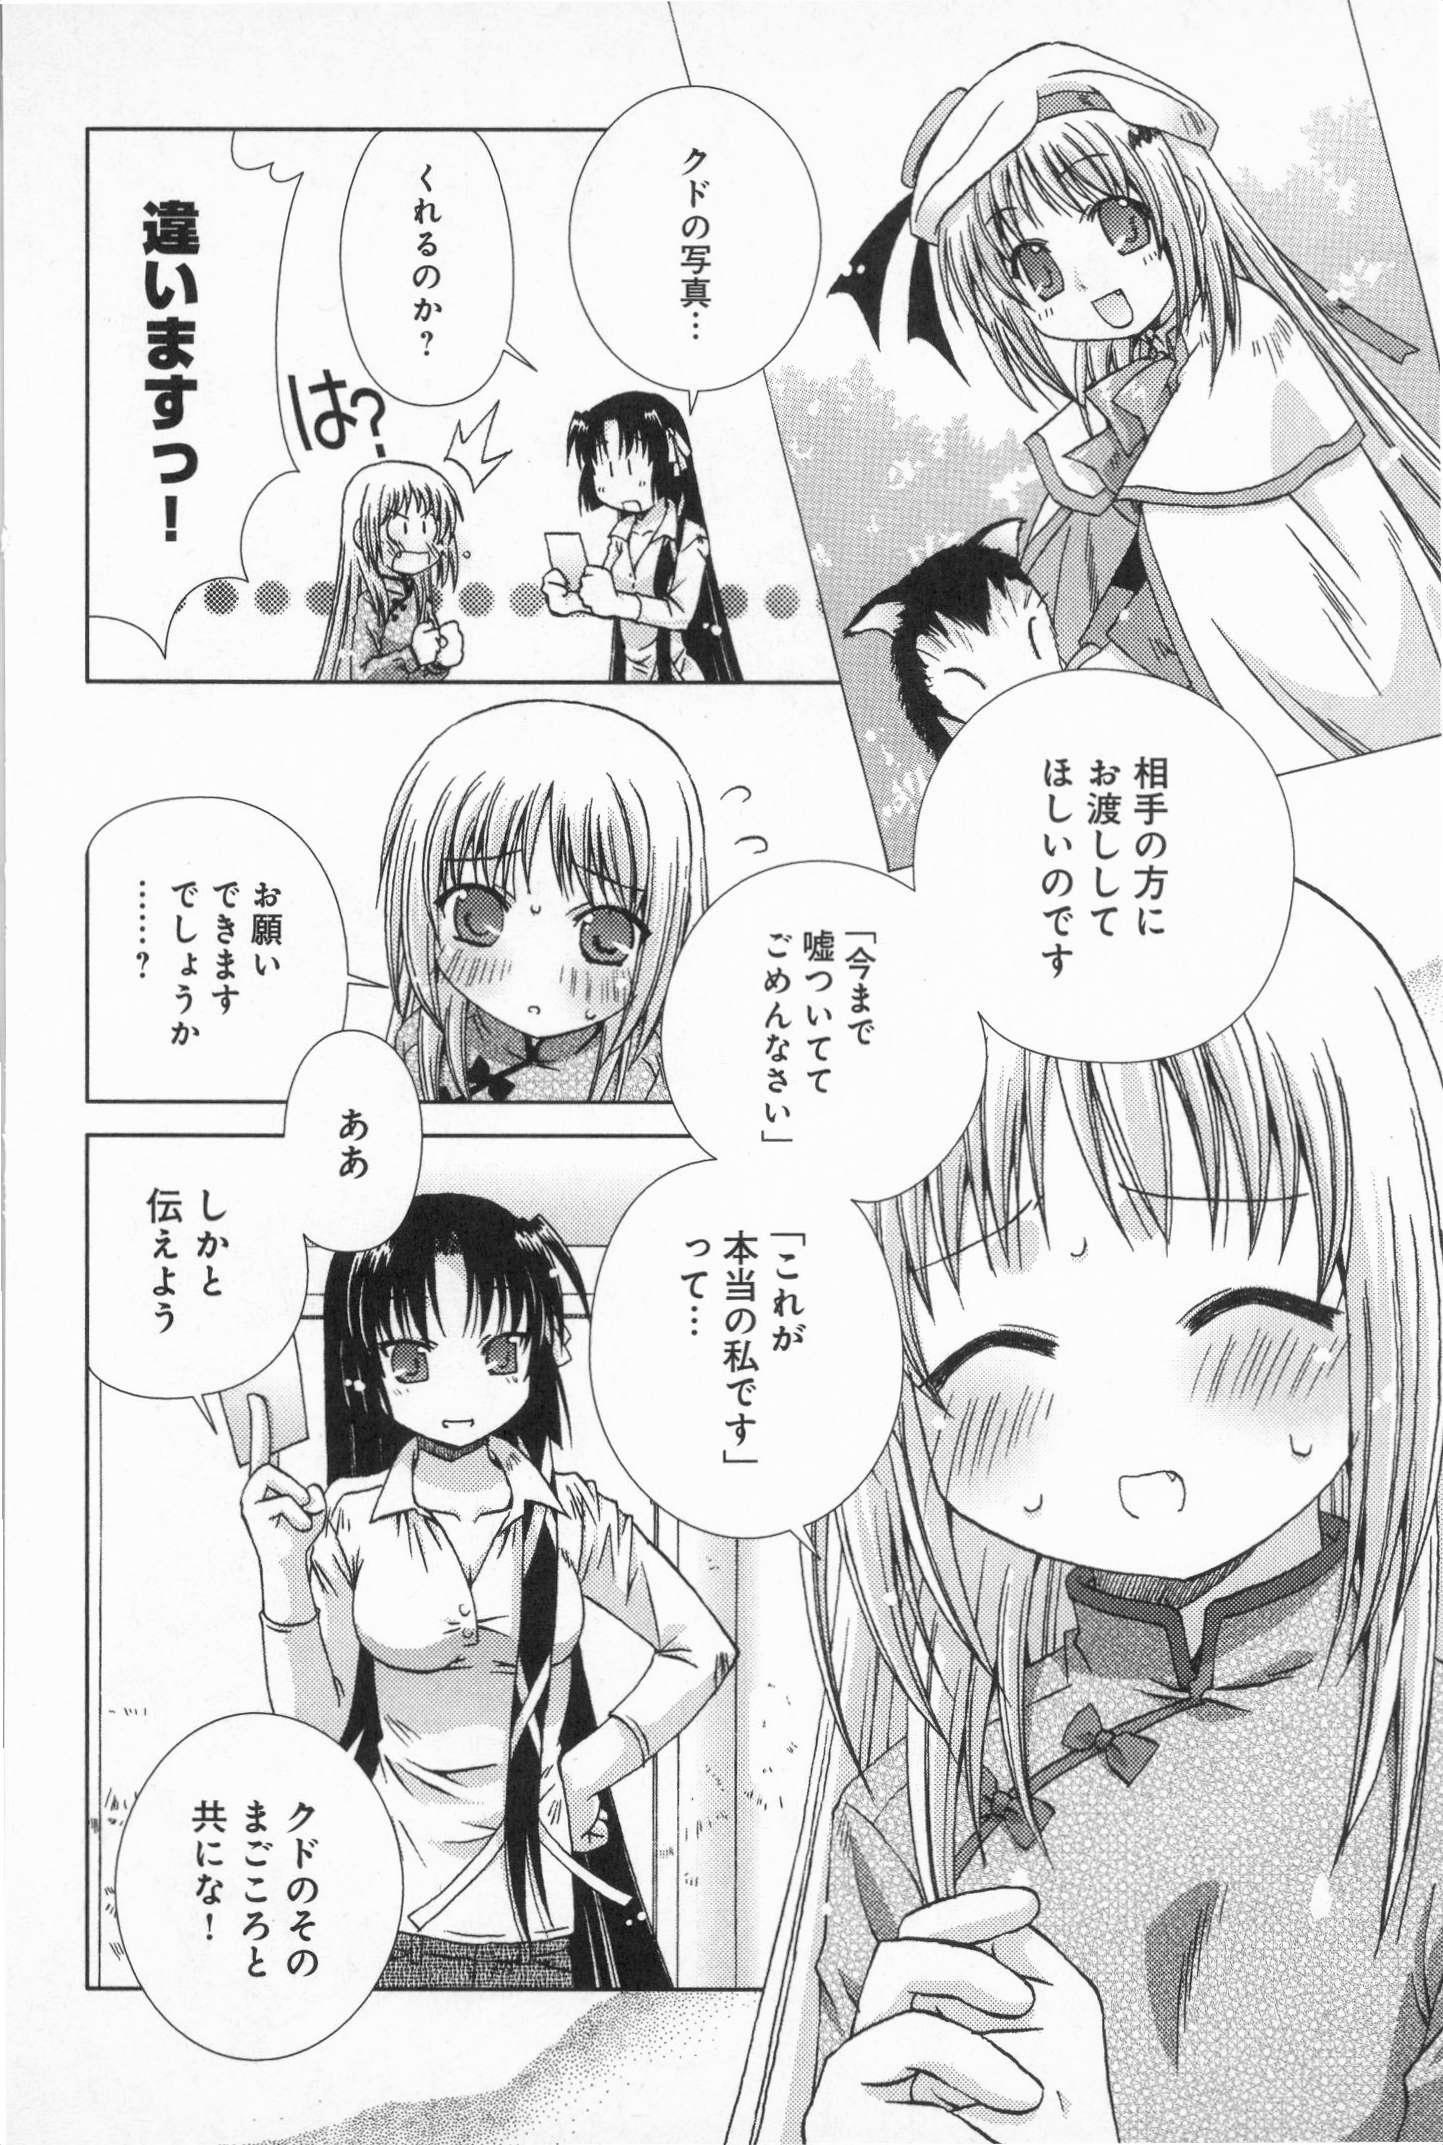 クドの写真…
くれるのか?
は?
違いますっ!
相手の方に
お渡しして
ほしいのです
「今まで
嘘ついてて
ごめんなさい」
「これが
本当の私です」
って…
お願い
できます
でしょうか
……?
ああ
しかと
伝えよう
クドのその
まごころと
共にな!